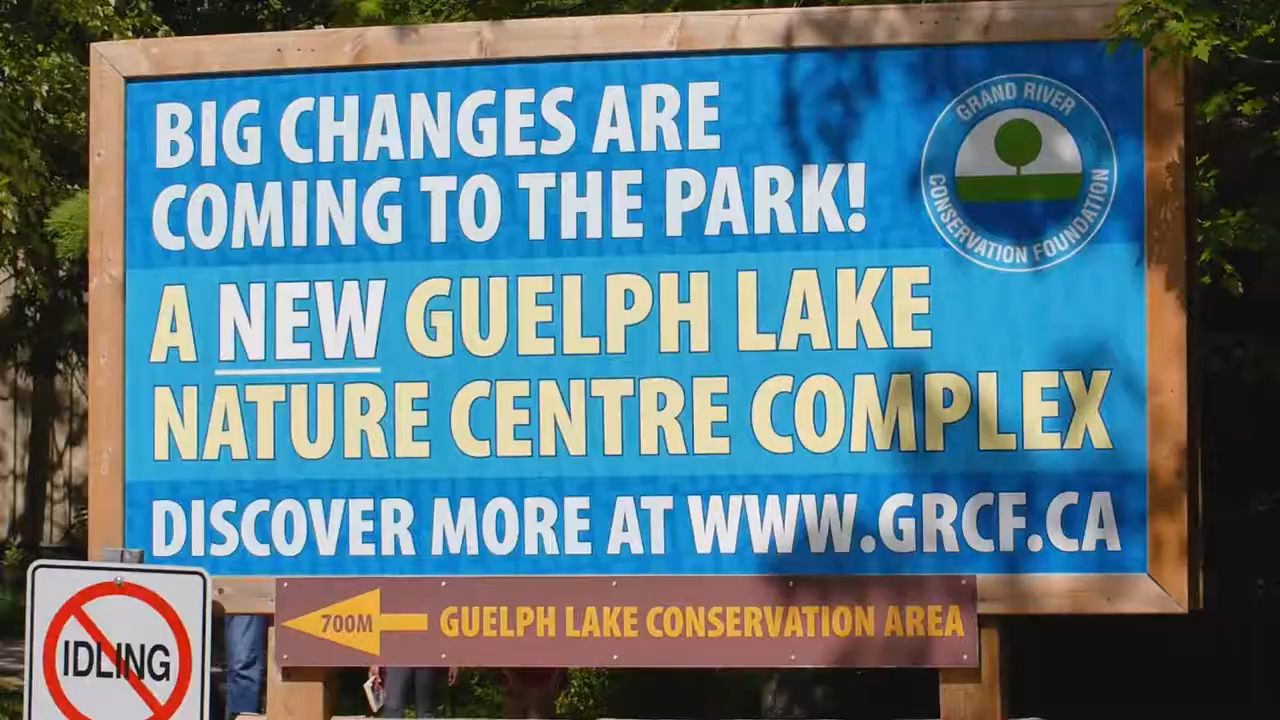 BIG CHANGES ARE
COMING TO THE PARK!
GRAND RIVER
CONSERVATION FOUNDATION
A NEW GUELPH LAKE
NATURE CENTRE COMPLEX
DISCOVER MORE AT WWW.GRCF.CA
700M
GUELPH LAKE CONSERVATION AREA
IDLING